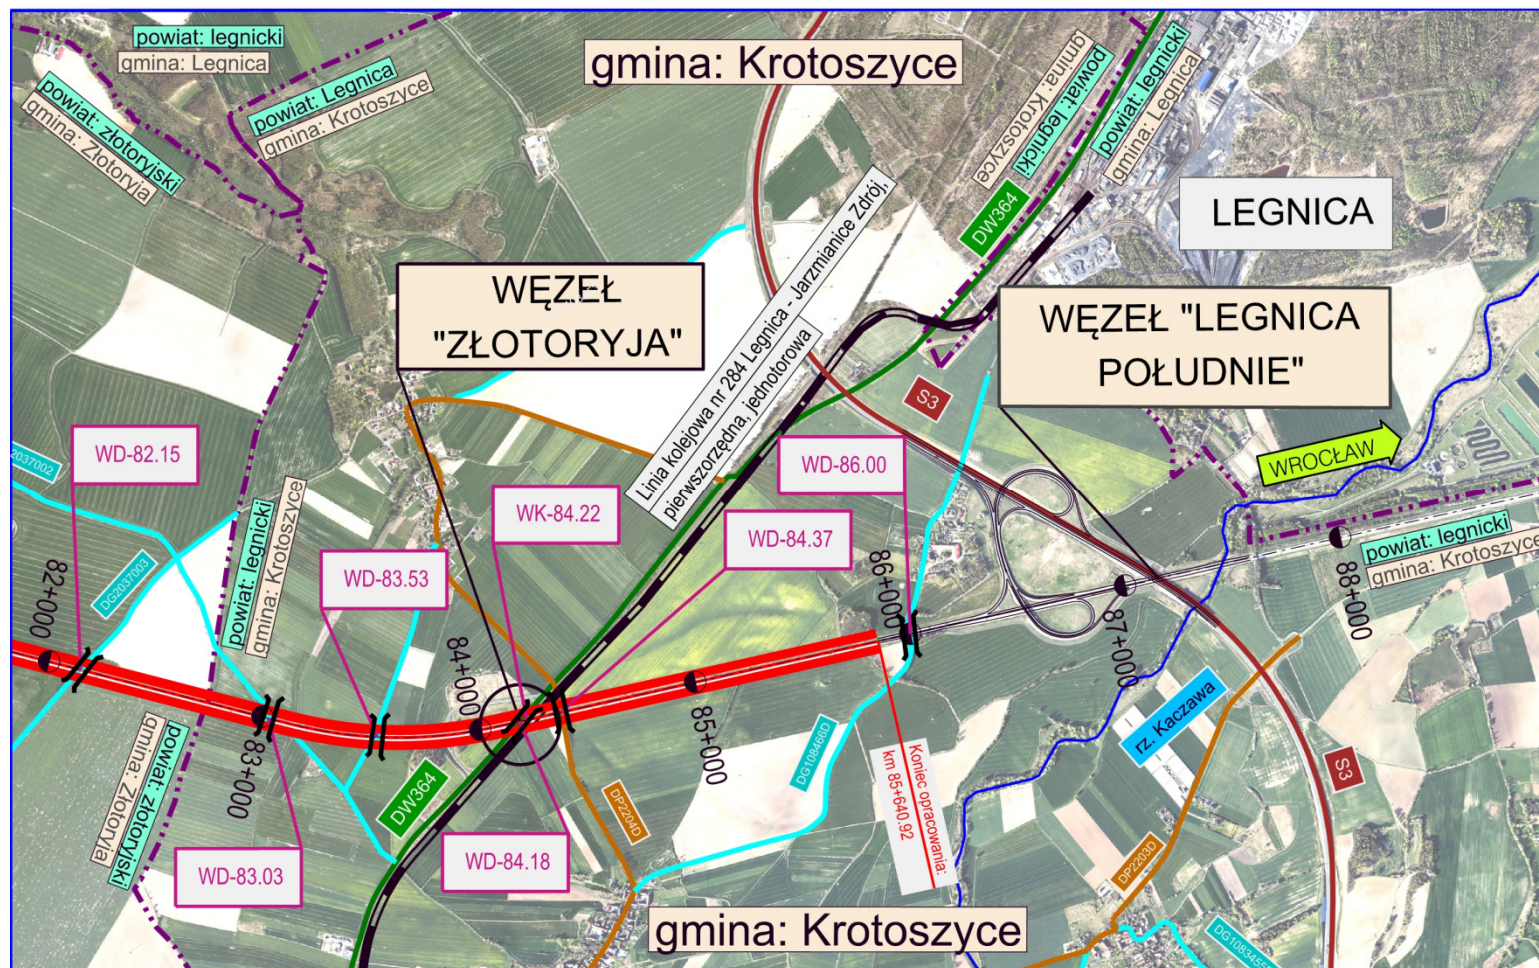 powiat: legnicki
gmina: Legnica
powiat: Legnica
gmina: Krotoszyce
powiat: złotoryjski
gmina: Złotoryja
gmina: Krotoszyce
gmina: Krotoszyce
powiat: legnicki
powiat: legnicki
gmina: Legnica
DW364
LEGNICA
WĘZEŁ
"ZŁOTORYJA"
Linia kolejowa nr 284 Legnica - Jarzmianice Zdrój,
pierwszorzędna, jednotorowa
WĘZEŁ "LEGNICA
POŁUDNIE"
S3
WROCŁAW
WD-82.15
2037002
WK-84.22
WD-86.00
WD-83.53
WD-84.37
powiat: legnicki
gmina: Krotoszyce
powiat: legnicki
gmina: Krotoszyce
DG2037003
82+000
83+000
84+000
85+000
86+000
87+000
88+000
rz. Kaczawa
S3
powiat: złotoryjski
gmina: Złotoryja
DW364
DP2204D
DG108466D
Koniec opracowania:
km 85+640.92
WD-83.03
WD-84.18
DP2203D
gmina: Krotoszyce